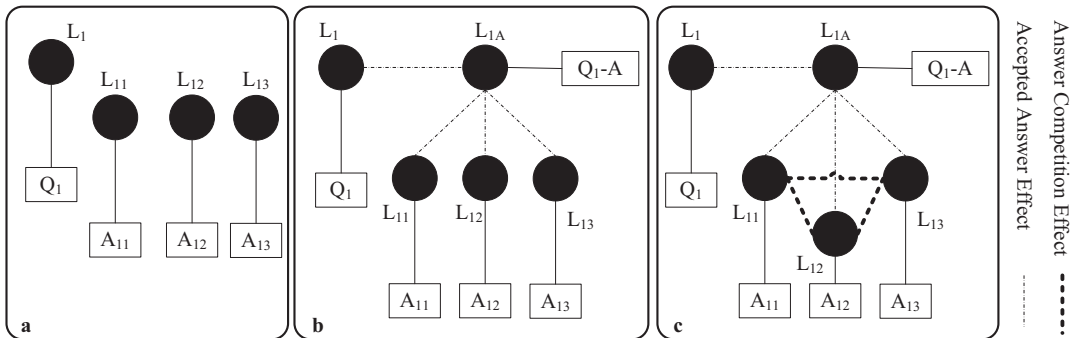 L1
L11 L12 L13
Q1
A11 A12 A13
a
L1 L1A
Q1-A
Q1
L11 L12 L13
A11 A12 A13
b
L1 L1A
Q1-A
Q1
L11 L13
L12
A11 A12 A13
c
Answer Competition Effect
Accepted Answer Effect